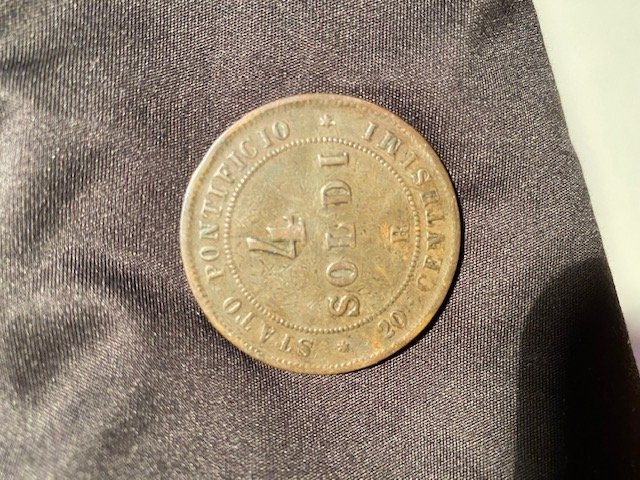 STATO PONTIFICIO
4
SOLDI
R
20 · CENTESIMI